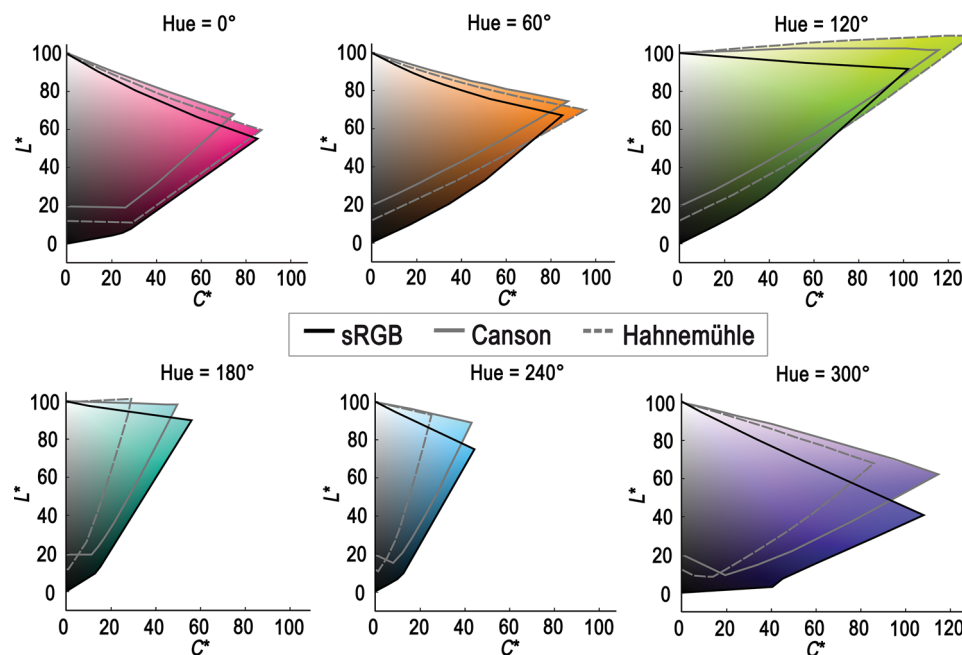 Hue = 0°
Hue = 60°
Hue = 120°
L*
100
80
60
40
20
0
0 20 40 60 80 100
C*
L*
100
80
60
40
20
0
0 20 40 60 80 100
C*
L*
100
80
60
40
20
0
0 20 40 60 80 100 120
C*
sRGB Canson Hahnemühle
Hue = 180°
Hue = 240°
Hue = 300°
L*
100
80
60
40
20
0
0 20 40 60 80 100
C*
L*
100
80
60
40
20
0
0 20 40 60 80 100
C*
L*
100
80
60
40
20
0
0 20 40 60 80 100 120
C*